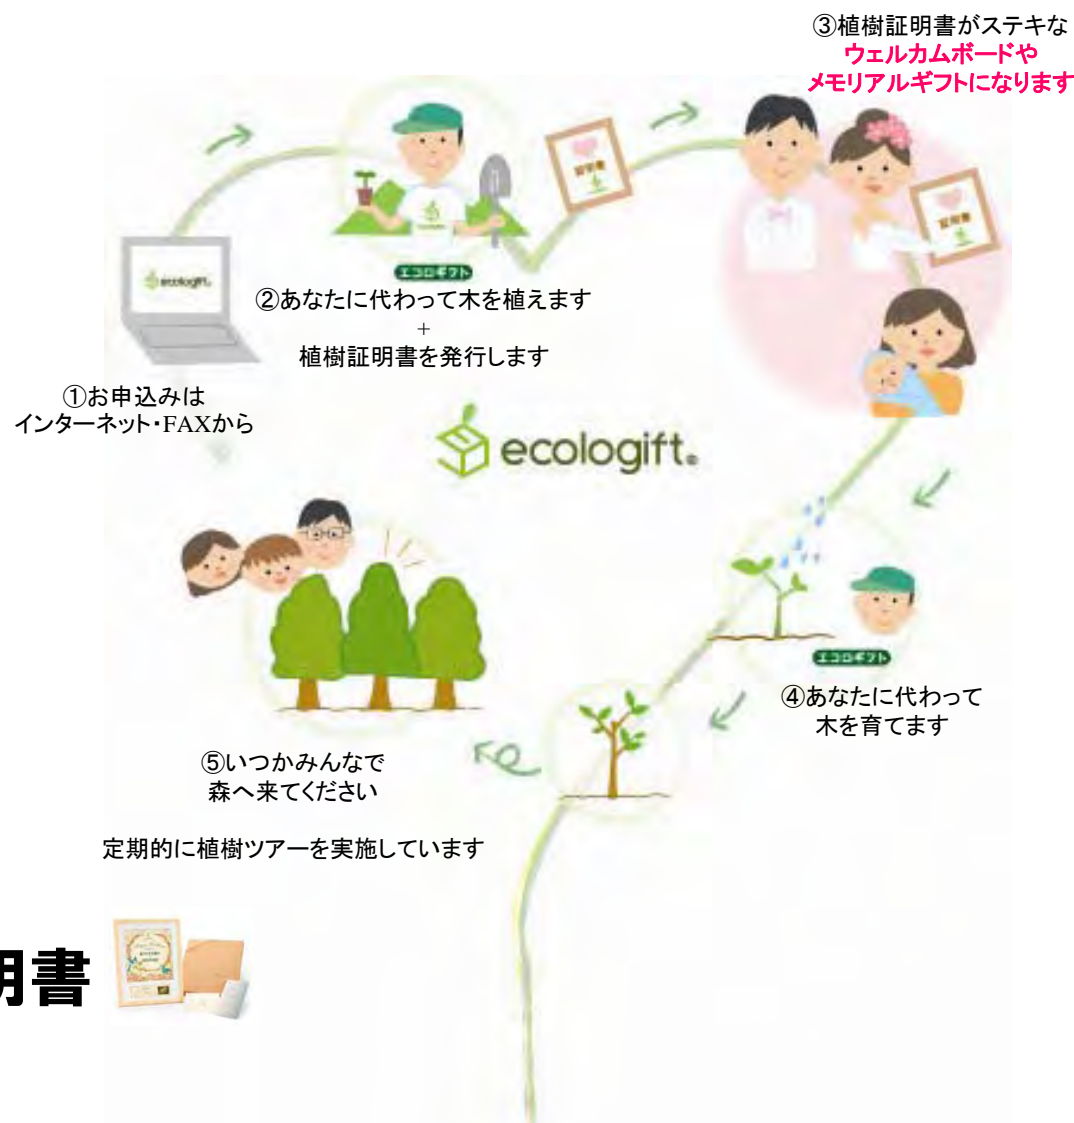 ③植樹証明書がステキな
ウェルカムボードや
メモリアルギフトになります
証明書
証明書
ecologift.
エコロギフト
②あなたに代わって木を植えます
+
植樹証明書を発行します
①お申込みは
インターネット・FAXから
ecologift.®
エコロギフト
④あなたに代わって
木を育てます
⑤いつかみんなで
森へ来てください
定期的に植樹ツアーを実施しています
明書